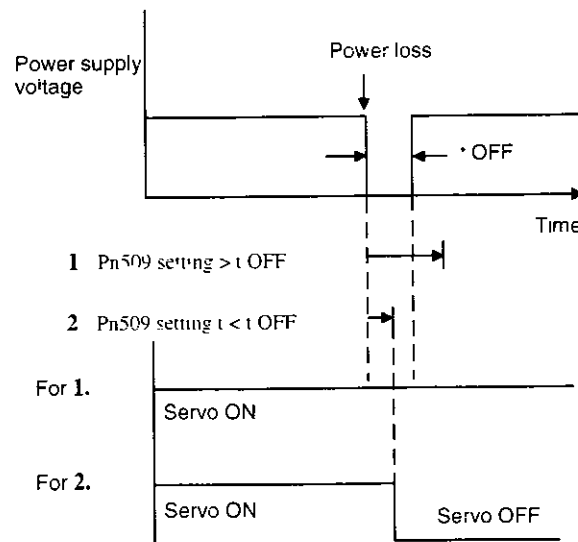 Power loss
Power supply
voltage
t OFF
Time
1 Pn509 setting > t OFF
2 Pn509 setting t < t OFF
For 1.
Servo ON
For 2.
Servo ON
Servo OFF